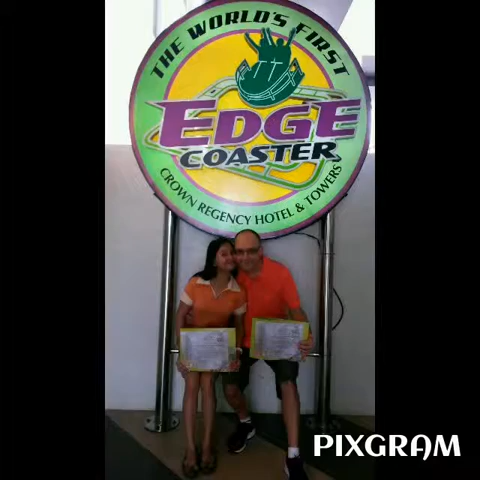 THE WORLD'S FIRST
EDGE
COASTER
CROWN REGENCY HOTEL & TOWERS
PIXGRAM